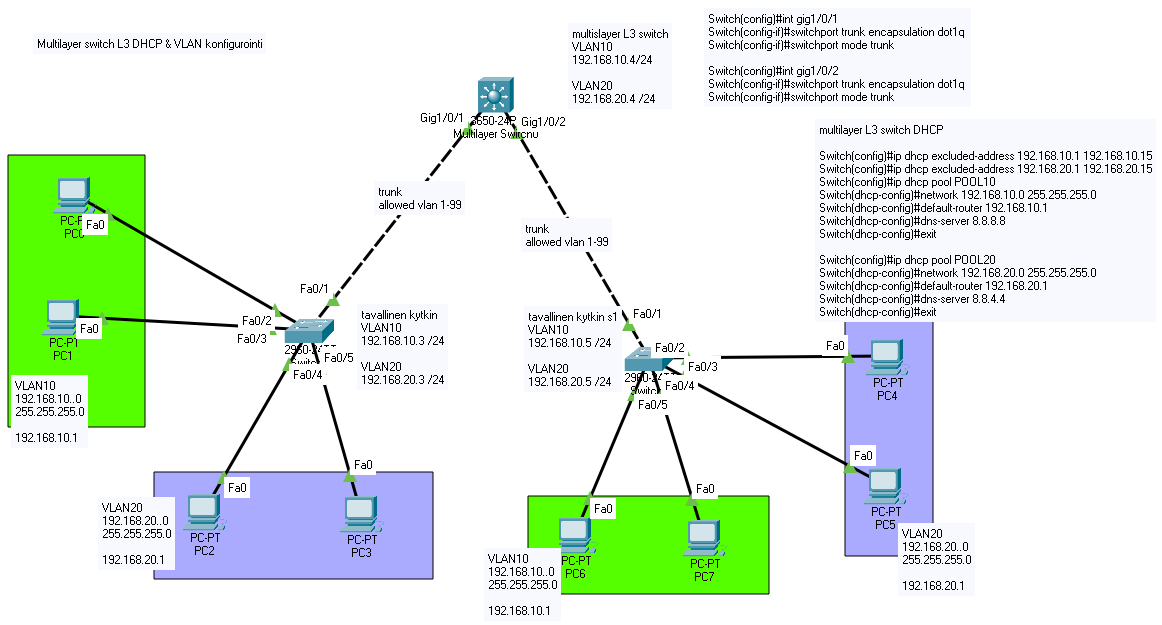 Multilayer switch L3 DHCP & VLAN konfigurointi
multislayer L3 switch
VLAN10
192.168.10.4/24
VLAN20
192.168.20.4 /24
Switch(config)#int gig1/0/1
Switch(config-if)#switchport trunk encapsulation dot1q
Switch(config-if)#switchport mode trunk
Switch(config)#int gig1/0/2
Switch(config-if)#switchport trunk encapsulation dot1q
Switch(config-if)#switchport mode trunk
Gig1/0/1
Gig1/0/2
Multilayer
multilayer L3 switch DHCP
Switch(config)#ip dhcp excluded-address 192.168.10.1 192.168.10.15
Switch(config)#ip dhcp excluded-address 192.168.20.1 192.168.20.15
Switch(config)#ip dhcp pool POOL10
Switch(dhcp-config)#network 192.168.10.0 255.255.255.0
Switch(dhcp-config)#default-router 192.168.10.1
Switch(dhcp-config)#dns-server 8.8.8.8
Switch(dhcp-config)#exit
Switch(config)#ip dhcp pool POOL20
Switch(dhcp-config)#network 192.168.20.0 255.255.255.0
Switch(dhcp-config)#default-router 192.168.20.1
Switch(dhcp-config)#dns-server 8.8.4.4
Switch(dhcp-config)#exit
trunk
allowed vlan 1-99
trunk
allowed vlan 1-99
Fa0
Fa0/1
Fa0/2
Fa0/3
Fa0/4
Fa0/5
Fa0
PC1
tavallinen kytkin
VLAN10
192.168.10.3 /24
VLAN20
192.168.20.3 /24
tavallinen kytkin s1
VLAN10
192.168.10.5 /24
VLAN20
192.168.20.5 /24
Fa0/1
Fa0/2
Fa0/3
Fa0/4
Fa0/5
Fa0
PC-PT
PC4
VLAN10
192.168.10..0
255.255.255.0
192.168.10.1
Fa0
PC-PT
PC5
Fa0
PC-PT
PC2
Fa0
PC-PT
PC3
VLAN20
192.168.20..0
255.255.255.0
192.168.20.1
Fa0
PC6
Fa0
PC-PT
PC7
VLAN10
192.168.10..0
255.255.255.0
192.168.10.1
VLAN20
192.168.20..0
255.255.255.0
192.168.20.1